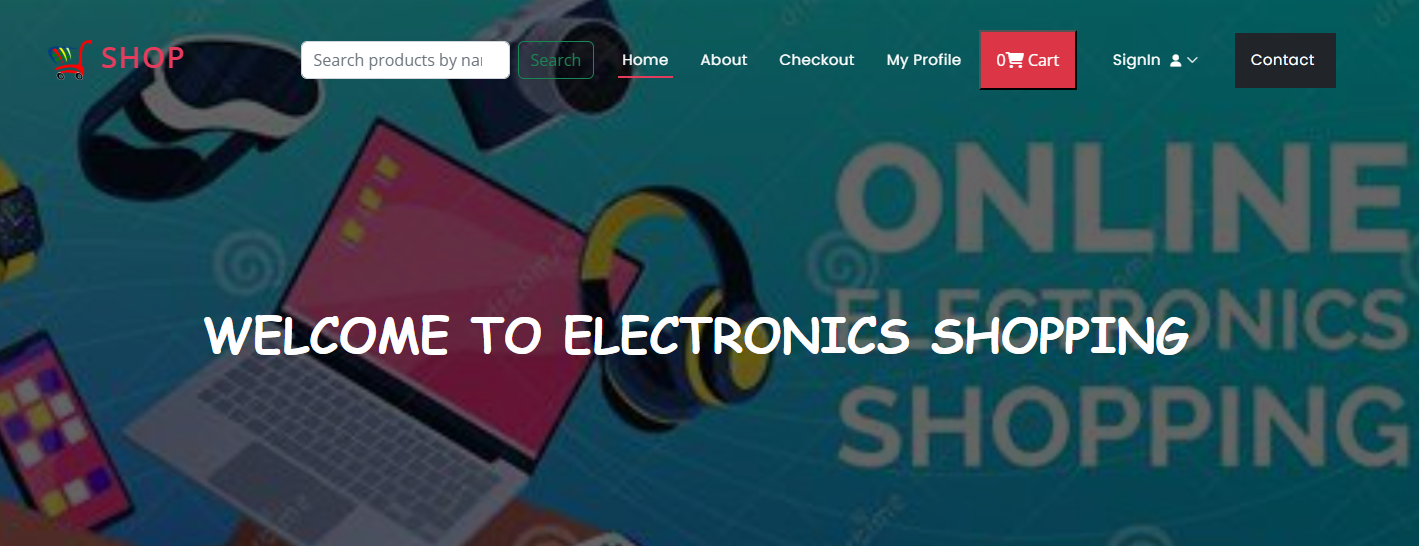 SHOP
Search products by nar
Search
Home
About
Checkout
My Profile
0 Cart
SignIn
Contact
ONLINE
ELECTRONICS
SHOPPING
WELCOME TO ELECTRONICS SHOPPING